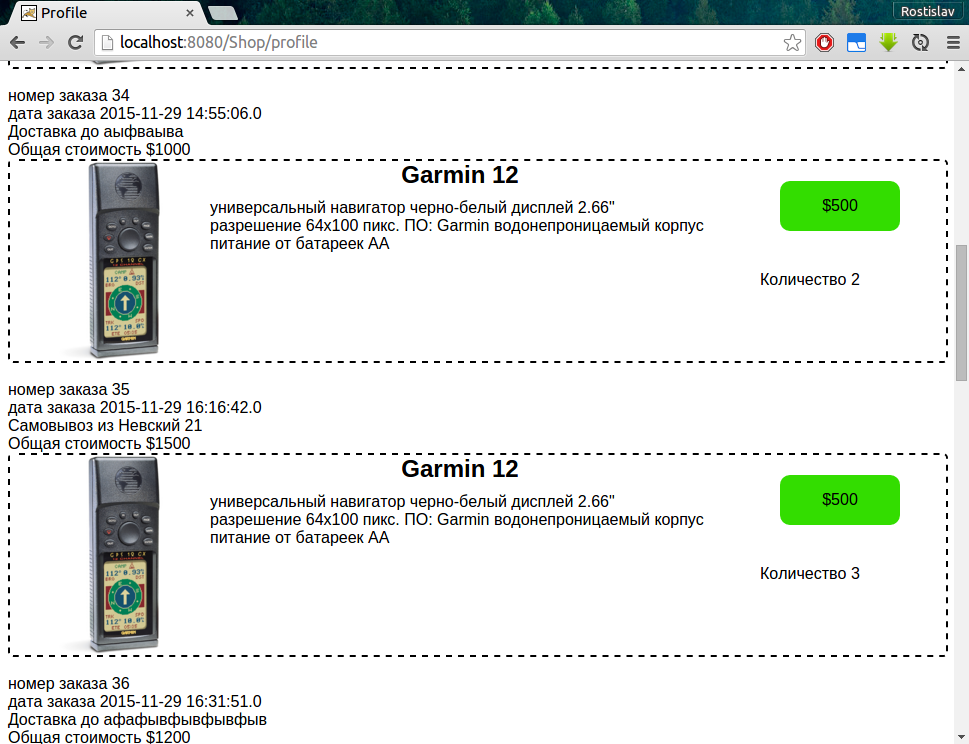 Profile
Rostislav
localhost:8080/Shop/profile
номер заказа 34
дата заказа 2015-11-29 14:55:06.0
Доставка до аыфваыва
Общая стоимость $1000
Garmin 12
универсальный навигатор черно-белый дисплей 2.66"
разрешение 64x100 пикс. ПО: Garmin водонепроницаемый корпус
питание от батареек АА
$500
Количество 2
номер заказа 35
дата заказа 2015-11-29 16:16:42.0
Самовывоз из Невский 21
Общая стоимость $1500
Garmin 12
универсальный навигатор черно-белый дисплей 2.66"
разрешение 64x100 пикс. ПО: Garmin водонепроницаемый корпус
питание от батареек АА
$500
Количество 3
номер заказа 36
дата заказа 2015-11-29 16:31:51.0
Доставка до афафывфывфывфыв
Общая стоимость $1200